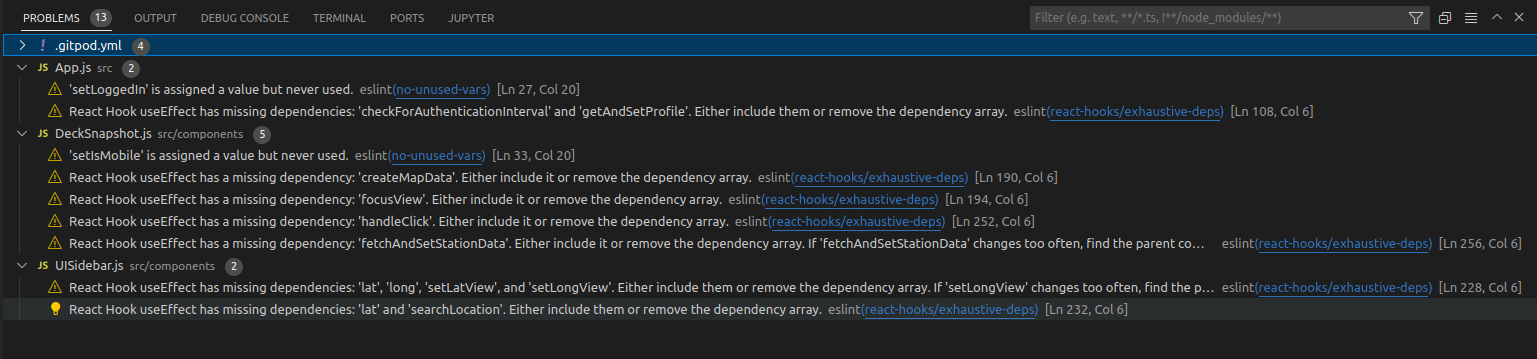 PROBLEMS 13 OUTPUT DEBUG CONSOLE TERMINAL PORTS JUPYTER Filter (e.g. text, **/*.ts, !**/node_modules/**)
! .gitpod.yml 4
JS App.js src 2
'setLoggedIn' is assigned a value but never used. eslint(no-unused-vars) [Ln 27, Col 20]
React Hook useEffect has missing dependencies: 'checkForAuthenticationInterval' and 'getAndSetProfile'. Either include them or remove the dependency array. eslint(react-hooks/exhaustive-deps) [Ln 108, Col 6]
JS DeckSnapshot.js src/components 5
'setIsMobile' is assigned a value but never used. eslint(no-unused-vars) [Ln 33, Col 20]
React Hook useEffect has a missing dependency: 'createMapData'. Either include it or remove the dependency array. eslint(react-hooks/exhaustive-deps) [Ln 190, Col 6]
React Hook useEffect has a missing dependency: 'focusView'. Either include it or remove the dependency array. eslint(react-hooks/exhaustive-deps) [Ln 194, Col 6]
React Hook useEffect has a missing dependency: 'handleClick'. Either include it or remove the dependency array. eslint(react-hooks/exhaustive-deps) [Ln 252, Col 6]
React Hook useEffect has a missing dependency: 'fetchAndSetStationData'. Either include it or remove the dependency array. If 'fetchAndSetStationData' changes too often, find the parent co... eslint(react-hooks/exhaustive-deps) [Ln 256, Col 6]
JS UISidebar.js src/components 2
React Hook useEffect has missing dependencies: 'lat', 'long', 'setLatView', and 'setLongView'. Either include them or remove the dependency array. If 'setLongView' changes too often, find the p... eslint(react-hooks/exhaustive-deps) [Ln 228, Col 6]
React Hook useEffect has missing dependencies: 'lat' and 'searchLocation'. Either include them or remove the dependency array. eslint(react-hooks/exhaustive-deps) [Ln 232, Col 6]